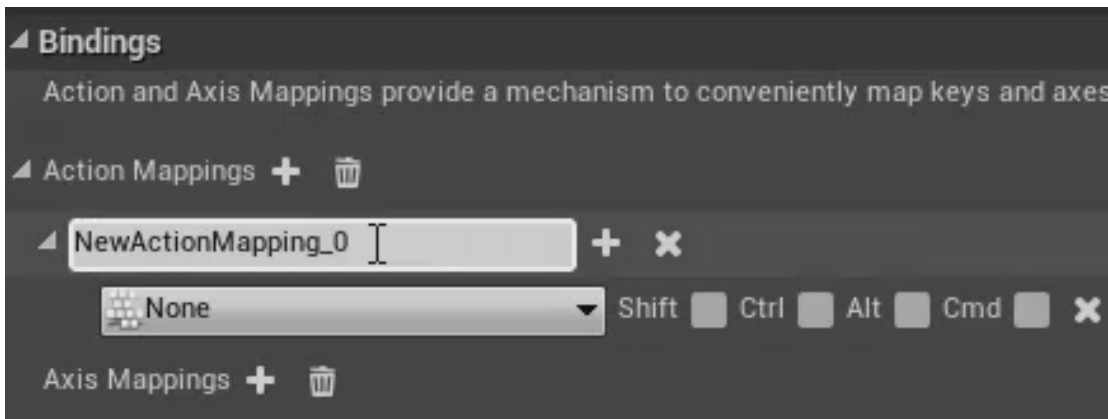 Bindings
Action and Axis Mappings provide a mechanism to conveniently map keys and axes
Action Mappings
NewActionMapping_0
None Shift Ctrl Alt Cmd
Axis Mappings